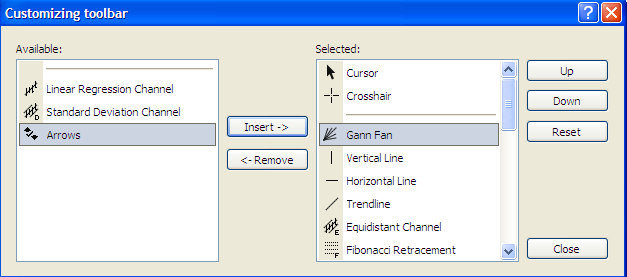 Customizing toolbar
Available:
Linear Regression Channel
Standard Deviation Channel
Arrows
Insert ->
<- Remove
Selected:
Cursor
Crosshair
Gann Fan
Vertical Line
Horizontal Line
Trendline
Equidistant Channel
Fibonacci Retracement
Up
Down
Reset
Close